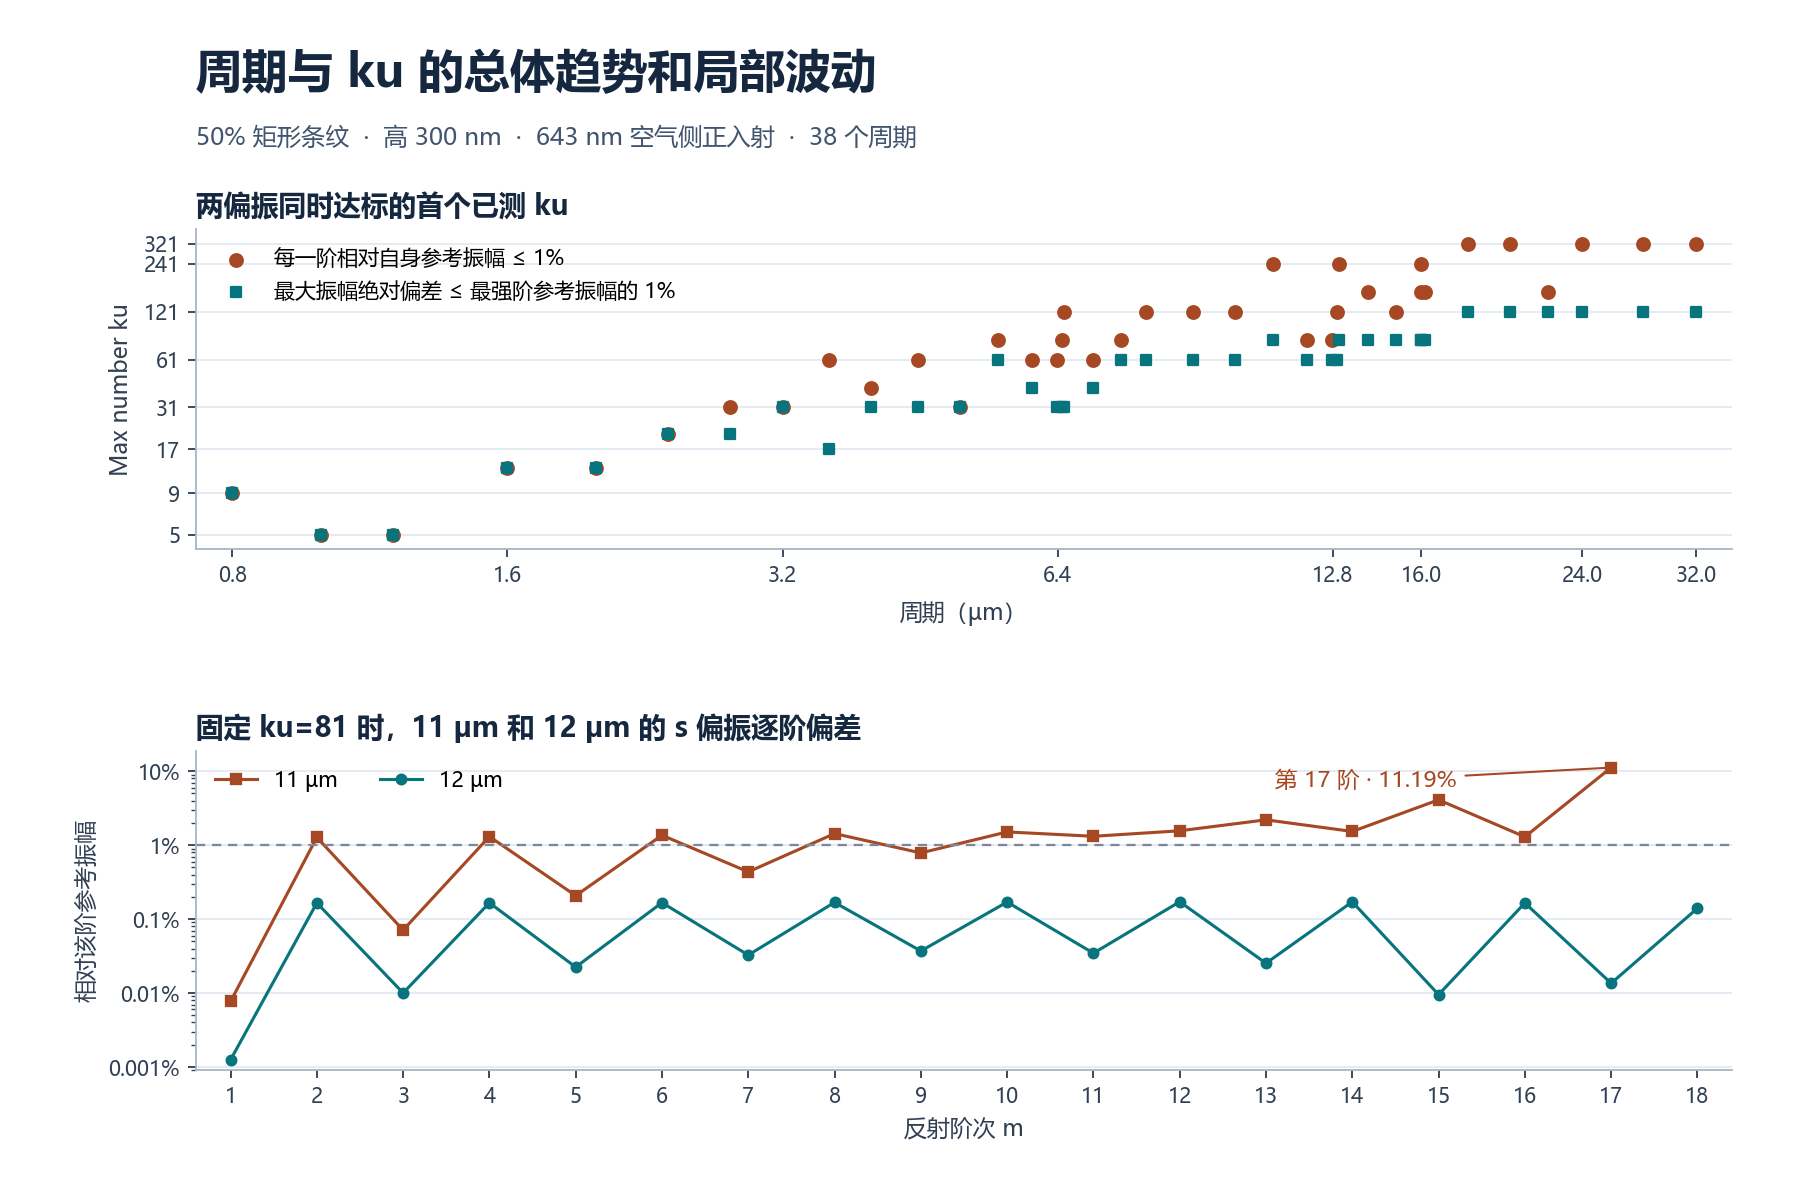 周期与 ku 的总体趋势和局部波动
50% 矩形条纹 · 高 300 nm · 643 nm 空气侧正入射 · 38 个周期
两偏振同时达标的首个已测 ku
每一阶相对自身参考振幅 ≤ 1%
最大振幅绝对偏差 ≤ 最强阶参考振幅的 1%
Max number ku
321
241
121
61
31
17
9
5
0.8 1.6 3.2 6.4 12.8 16.0 24.0 32.0
周期（μm）
固定 ku=81 时，11 μm 和 12 μm 的 s 偏振逐阶偏差
11 μm 12 μm
第 17 阶 · 11.19%
相对该阶参考振幅
10%
1%
0.1%
0.01%
0.001%
1 2 3 4 5 6 7 8 9 10 11 12 13 14 15 16 17 18
反射阶次 m